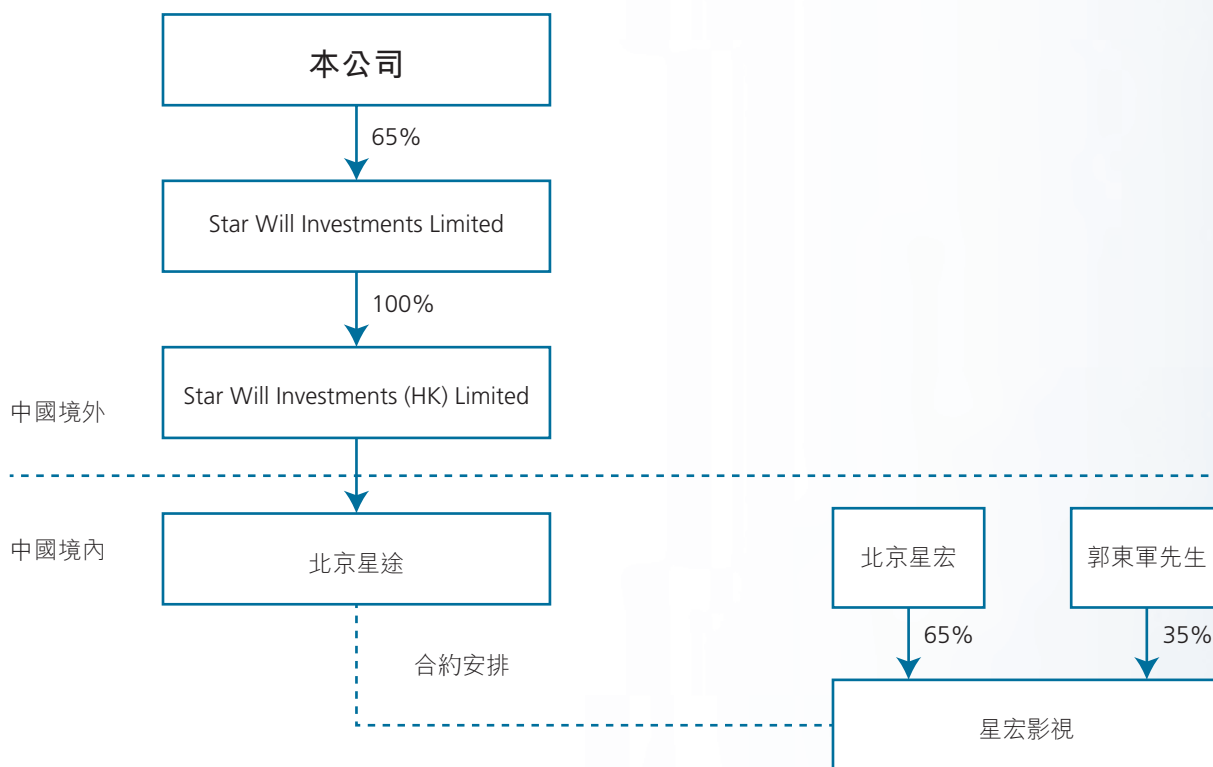 本公司
65%
Star Will Investments Limited
100%
Star Will Investments (HK) Limited
中國境外
中國境內
北京星途
北京星宏
郭東軍先生
65%
35%
合約安排
星宏影視